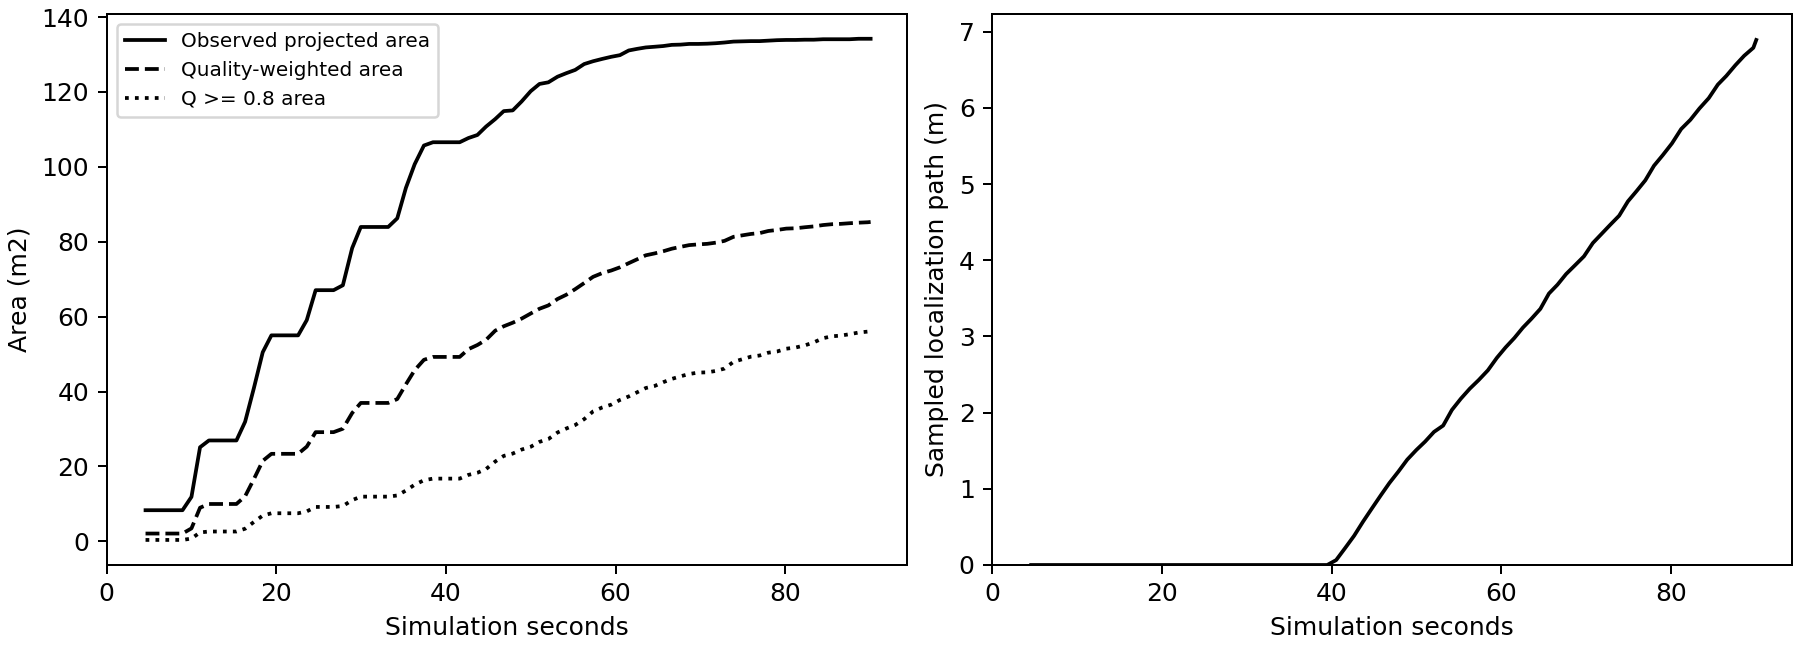 Observed projected area
Quality-weighted area
Q >= 0.8 area
140
120
100
80
60
40
20
0
Area (m2)
0 20 40 60 80
Simulation seconds
7
6
5
4
3
2
1
0
Sampled localization path (m)
0 20 40 60 80
Simulation seconds